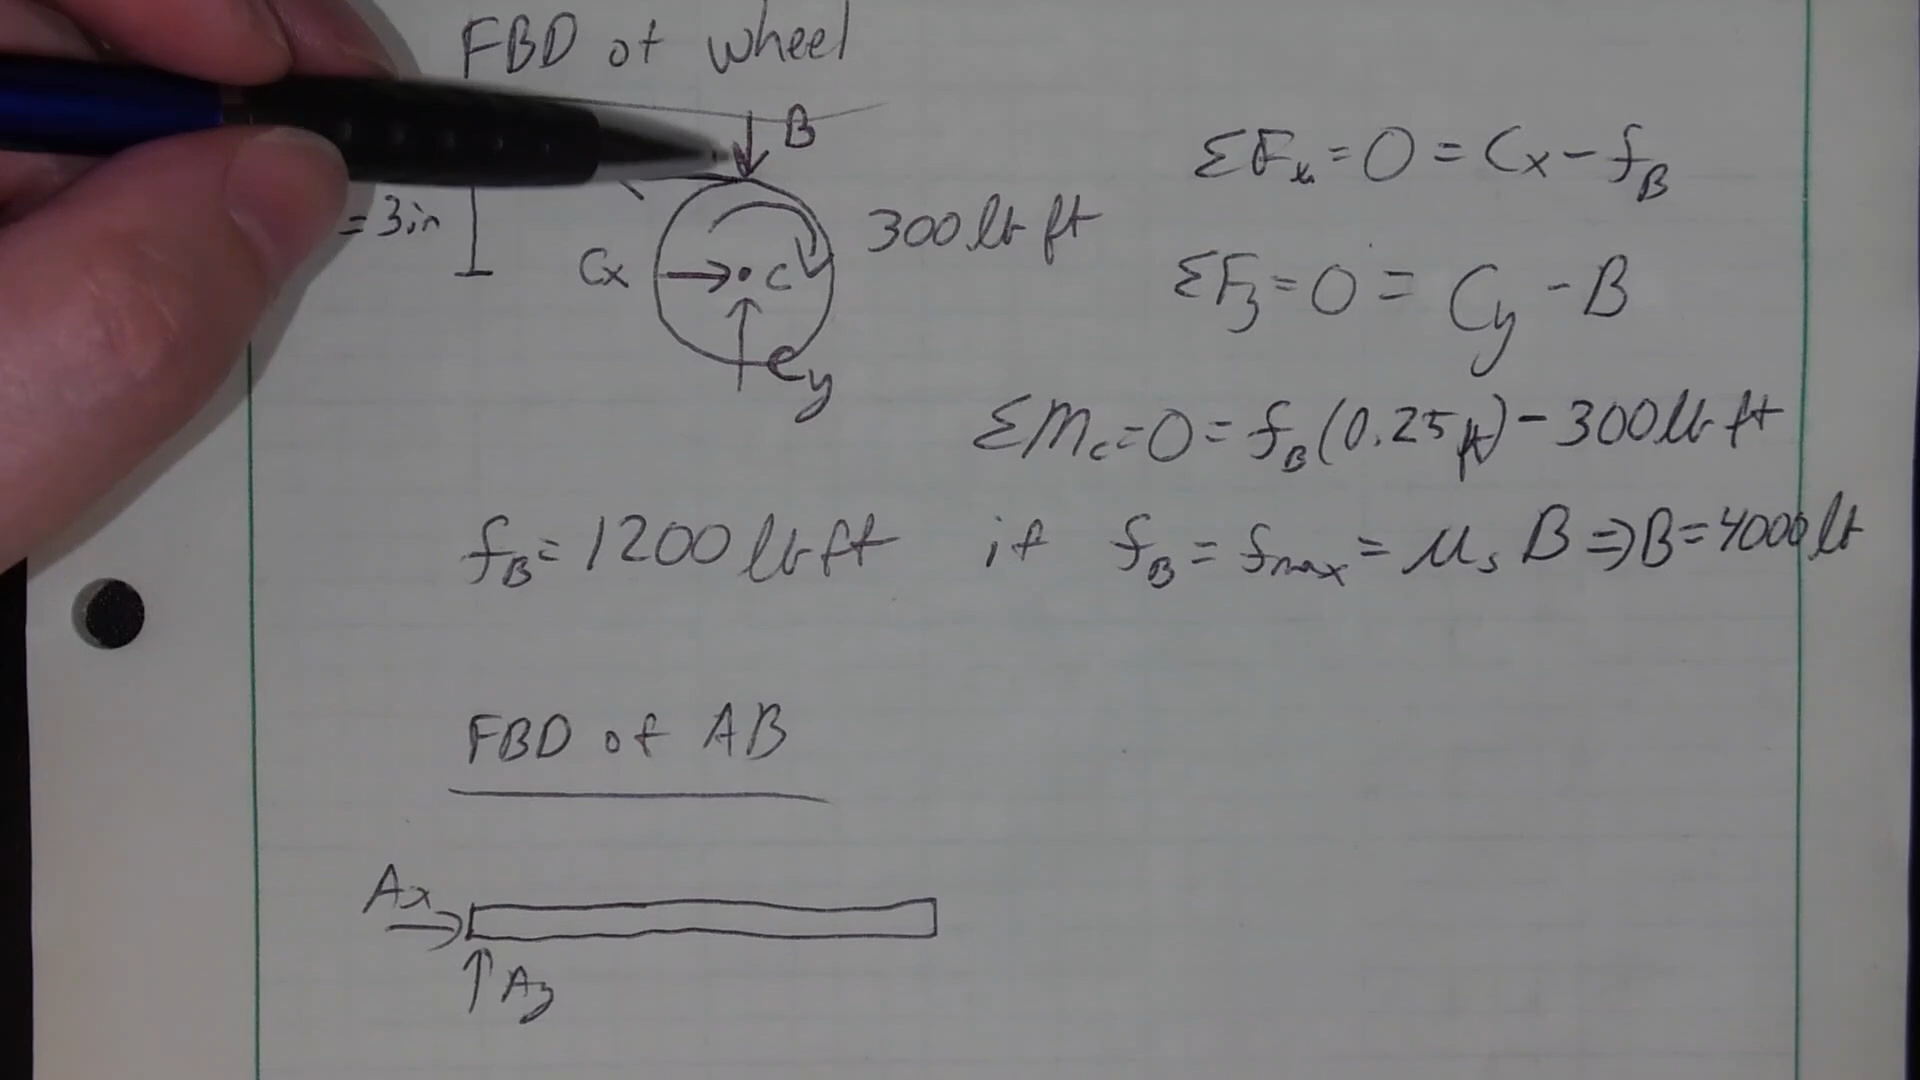 FBD of wheel
B
ΣFx = 0 = Cx - fB
= 3in
300 lb ft
Cx
C
ΣFy = 0 = Cy - B
Cy
ΣMc = 0 = fB (0.25 ft) - 300 lb ft
fB = 1200 lb ft if fB = fmax = μs B ⇒ B = 4000 lb
FBD of AB
Ax
Ay